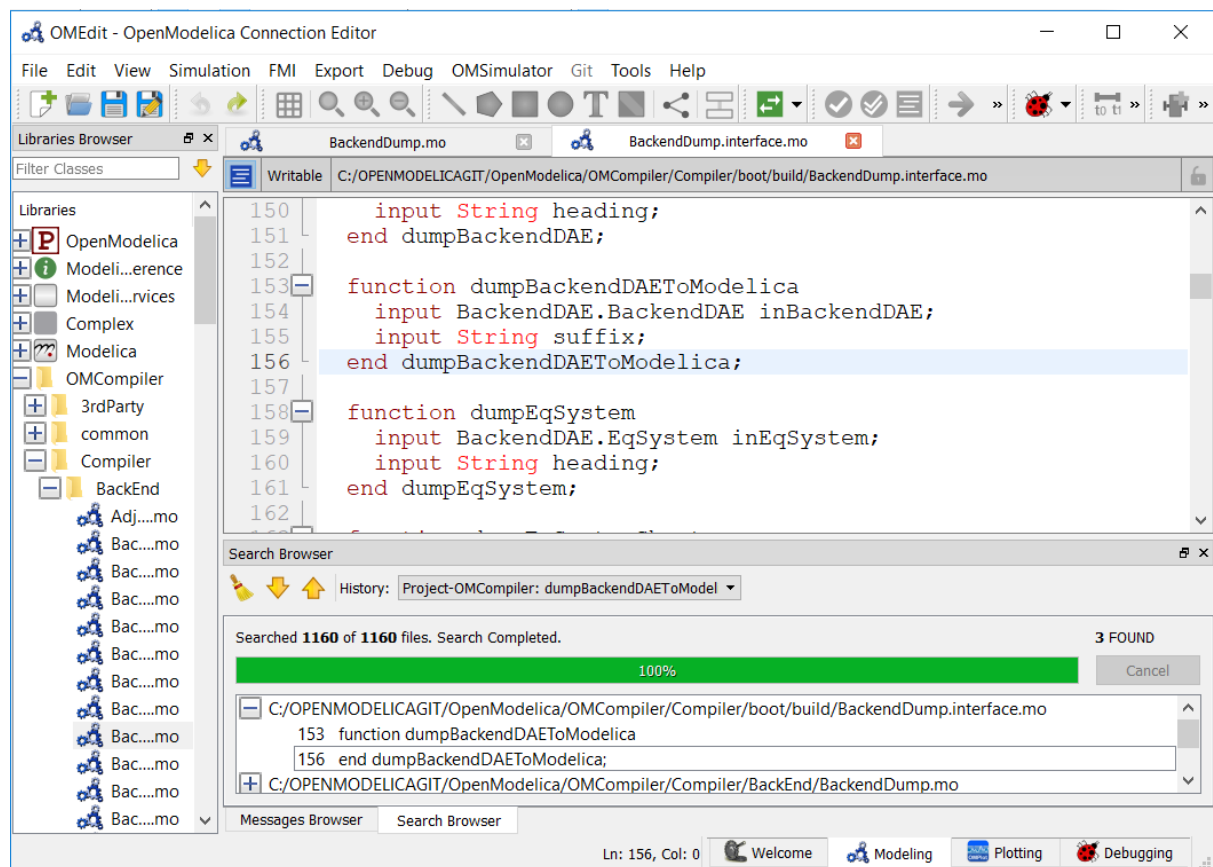 OMEdit - OpenModelica Connection Editor
File Edit View Simulation FMI Export Debug OMSimulator Git Tools Help
T to t1
Libraries Browser
BackendDump.mo
BackendDump.interface.mo
Filter Classes
Writable C:/OPENMODELICAGIT/OpenModelica/OMCompiler/Compiler/boot/build/BackendDump.interface.mo
Libraries
P OpenModelica
i Modeli...erence
Modeli...rvices
Complex
Modelica
OMCompiler
3rdParty
common
Compiler
BackEnd
Adj....mo
Bac....mo
Bac....mo
Bac....mo
Bac....mo
Bac....mo
Bac....mo
Bac....mo
Bac....mo
Bac....mo
Bac....mo
Bac....mo
150 input String heading;
151 end dumpBackendDAE;
152
153 function dumpBackendDAEToModelica
154 input BackendDAE.BackendDAE inBackendDAE;
155 input String suffix;
156 end dumpBackendDAEToModelica;
157
158 function dumpEqSystem
159 input BackendDAE.EqSystem inEqSystem;
160 input String heading;
161 end dumpEqSystem;
162
Search Browser
History: Project-OMCompiler: dumpBackendDAEToModel
Searched 1160 of 1160 files. Search Completed. 3 FOUND
100% Cancel
C:/OPENMODELICAGIT/OpenModelica/OMCompiler/Compiler/boot/build/BackendDump.interface.mo
153 function dumpBackendDAEToModelica
156 end dumpBackendDAEToModelica;
C:/OPENMODELICAGIT/OpenModelica/OMCompiler/Compiler/BackEnd/BackendDump.mo
Messages Browser Search Browser
Ln: 156, Col: 0 Welcome Modeling Plotting Debugging